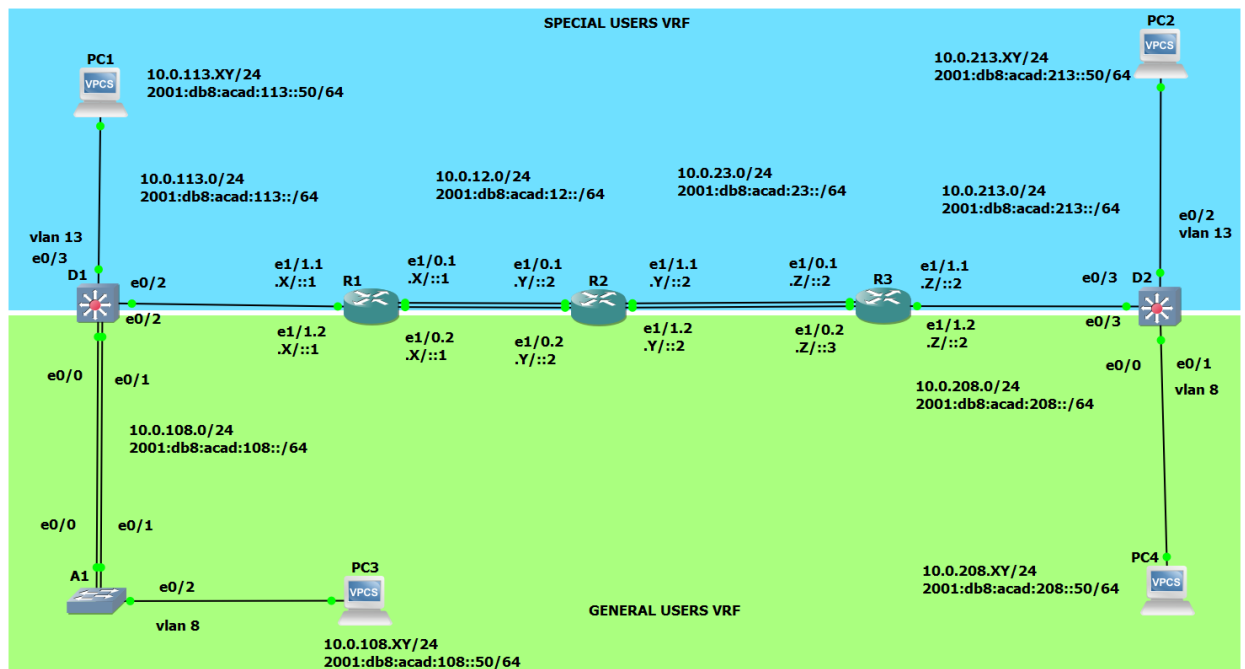 SPECIAL USERS VRF
PC1
VPCS
10.0.113.XY/24
2001:db8:acad:113::50/64
PC2
VPCS
10.0.213.XY/24
2001:db8:acad:213::50/64
10.0.113.0/24
2001:db8:acad:113::/64
10.0.12.0/24
2001:db8:acad:12::/64
10.0.23.0/24
2001:db8:acad:23::/64
10.0.213.0/24
2001:db8:acad:213::/64
e0/2
vlan 13
vlan 13
e0/3
D1
e0/2
e0/2
e1/1.1
.X/::1
R1
e1/0.1
.X/::1
e1/0.1
.Y/::2
R2
e1/1.1
.Y/::2
e1/0.1
.Z/::2
R3
e1/1.1
.Z/::2
e0/3
D2
e0/3
e1/1.2
.X/::1
e1/0.2
.X/::1
e1/0.2
.Y/::2
e1/1.2
.Y/::2
e1/0.2
.Z/::3
e1/1.2
.Z/::2
e0/0
e0/1
e0/0
e0/1
vlan 8
10.0.208.0/24
2001:db8:acad:208::/64
10.0.108.0/24
2001:db8:acad:108::/64
e0/0
e0/1
A1
e0/2
vlan 8
PC3
VPCS
10.0.108.XY/24
2001:db8:acad:108::50/64
10.0.208.XY/24
2001:db8:acad:208::50/64
PC4
VPCS
GENERAL USERS VRF